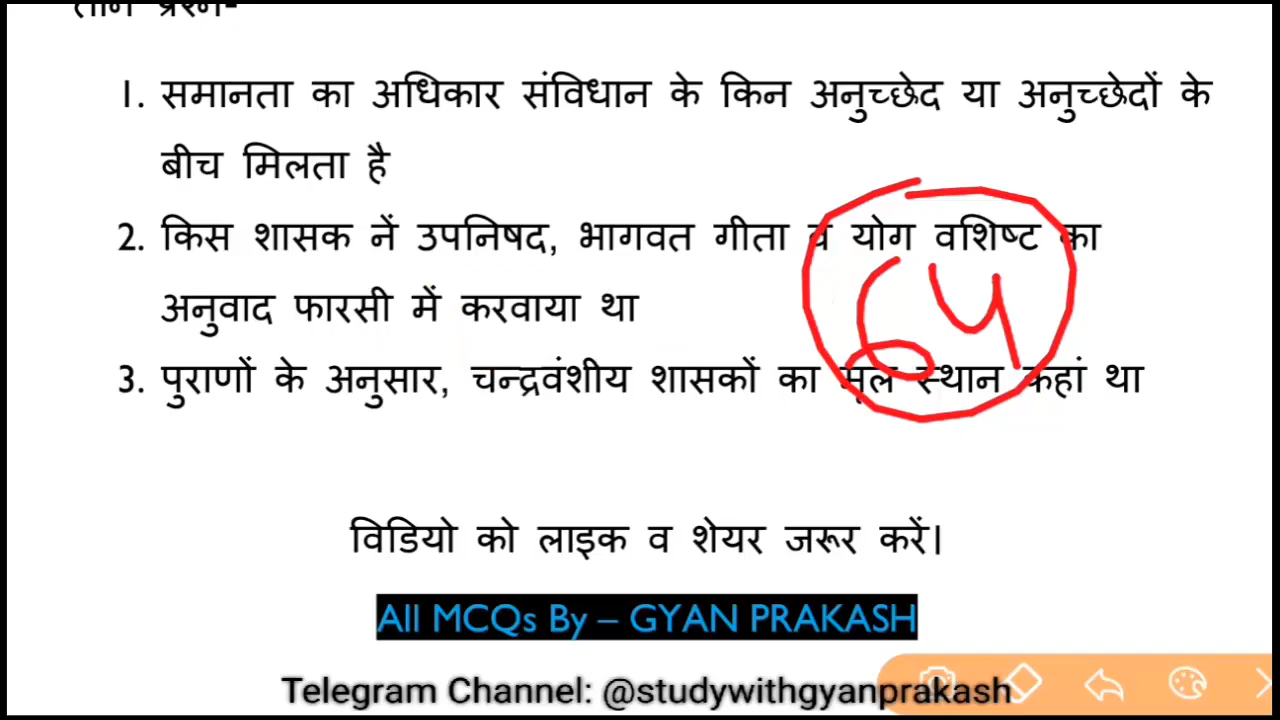 तीन प्रश्न-
1. समानता का अधिकार संविधान के किन अनुच्छेद या अनुच्छेदों के
बीच मिलता है
2. किस शासक नें उपनिषद, भागवत गीता व योग वशिष्ट का
अनुवाद फारसी में करवाया था
64
3. पुराणों के अनुसार, चन्द्रवंशीय शासकों का मूल स्थान कहां था
विडियो को लाइक व शेयर जरूर करें।
All MCQs By – GYAN PRAKASH
Telegram Channel: @studywithgyanprakash